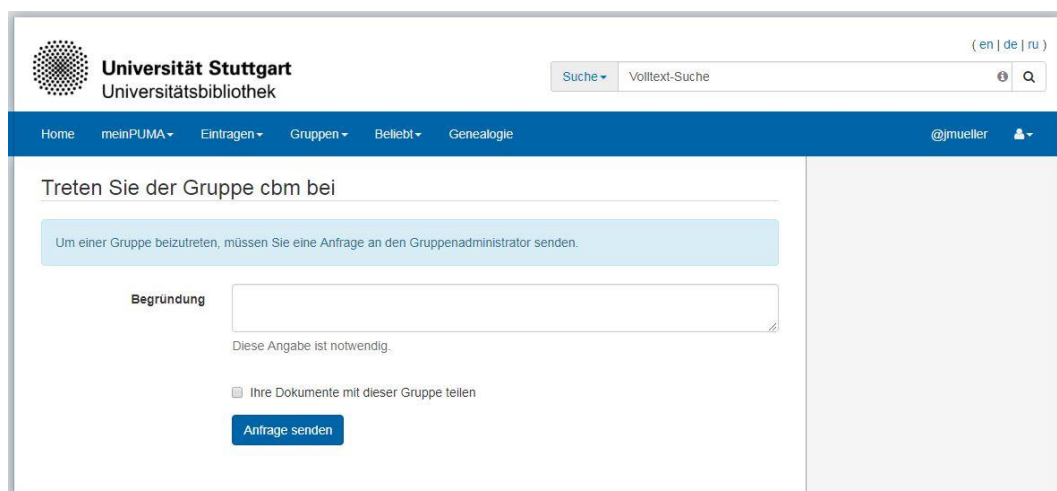 ( en | de | ru )
Universität Stuttgart
Universitätsbibliothek
Suche
Volltext-Suche
Home meinPUMA Eintragen Gruppen Beliebt Genealogie @jmueller
Treten Sie der Gruppe cbm bei
Um einer Gruppe beizutreten, müssen Sie eine Anfrage an den Gruppenadministrator senden.
Begründung
Diese Angabe ist notwendig.
Ihre Dokumente mit dieser Gruppe teilen
Anfrage senden